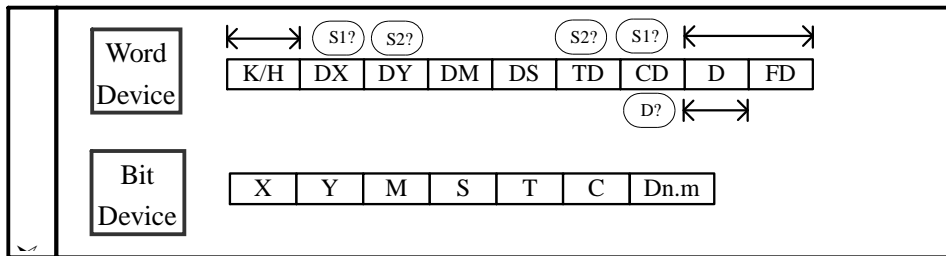 Word
Device
S1? S2? S2? S1?
K/H DX DY DM DS TD CD D FD
D?
Bit
Device
X Y M S T C Dn.m